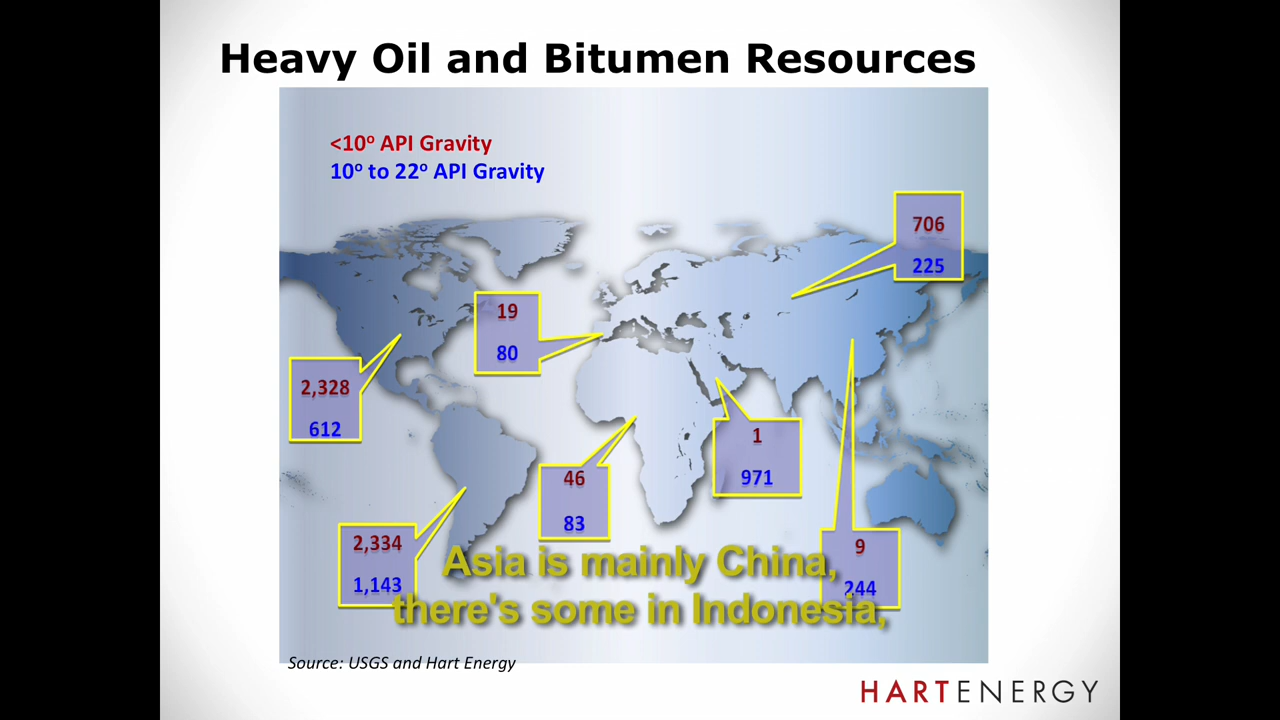 Heavy Oil and Bitumen Resources
<10º API Gravity
10º to 22º API Gravity
706
225
19
80
2,328
612
1
971
46
83
2,334
1,143
9
244
Asia is mainly China,
there's some in Indonesia,
Source: USGS and Hart Energy
HARTENERGY